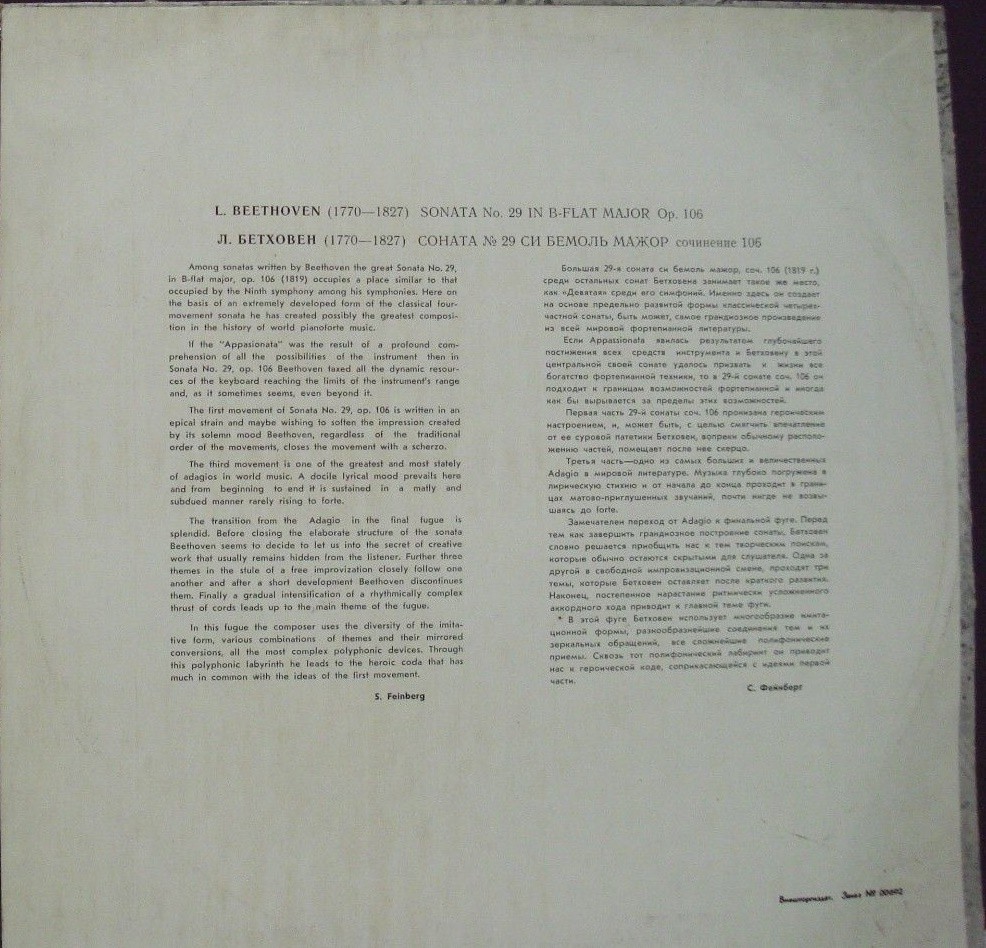 L. BEETHOVEN (1770—1827) SONATA No. 29 IN B-FLAT MAJOR Op. 106
Л. БЕТХОВЕН (1770—1827) СОНАТА № 29 СИ БЕМОЛЬ МАЖОР сочинение 106
Among sonatas written by Beethoven the great Sonata No. 29,
in B-flat major, op. 106 (1819) occupies a place similar to that
occupied by the Ninth symphony among his symphonies. Here on
the basis of an extremely developed form of the classical four-
movement sonata he has created possibly the greatest composi-
tion in the history of world pianoforte music.
If the "Appasionata" was the result of a profound com-
prehension of all the possibilities of the instrument then in
Sonata No. 29, op. 106 Beethoven taxed all the dynamic resour-
ces of the keyboard reaching the limits of the instrument's range
and, as it sometimes seems, even beyond it.
The first movement of Sonata No. 29, op. 106 is written in an
epical strain and maybe wishing to soften the impression created
by its solemn mood Beethoven, regardless of the traditional
order of the movements, closes the movement with a scherzo.
The third movement is one of the greatest and most stately
of adagios in world music. A docile lyrical mood prevails here
and from beginning to end it is sustained in a matly and
subdued manner rarely rising to forte.
The transition from the Adagio in the final fugue is
splendid. Before closing the elaborate structure of the sonata
Beethoven seems to decide to let us into the secret of creative
work that usually remains hidden from the listener. Further three
themes in the stule of a free improvization closely follow one
another and after a short development Beethoven discontinues
them. Finally a gradual intensification of a rhythmically complex
thrust of cords leads up to the main theme of the fugue.
In this fugue the composer uses the diversity of the imita-
tive form, various combinations of themes and their mirrored
conversions, all the most complex polyphonic devices. Through
this polyphonic labyrinth he leads to the heroic coda that has
much in common with the ideas of the first movement.
S. Feinberg
Большая 29-я соната си бемоль мажор, соч. 106 (1819 г.)
среди остальных сонат Бетховена занимает такое же место,
как «Девятая» среди его симфоний. Именно здесь он создает
на основе предельно развитой формы классической четырех-
частной сонаты, быть может, самое грандиозное произведение
из всей мировой фортепианной литературы.
Если Appassionata явилась результатом глубочайшего
постижения всех средств инструмента и Бетховену в этой
центральной своей сонате удалось призвать к жизни все
богатство фортепианной техники, то в 29-й сонате соч. 106 он
подходит к границам возможностей фортепианной и иногда
как бы вырывается за пределы этих возможностей.
Первая часть 29-й сонаты соч. 106 пронизана героическим
настроением, и, может быть, с целью смягчить впечатление
от ее суровой патетики Бетховен, вопреки обычному располо-
жению частей, помещает после нее скерцо.
Третья часть—одно из самых больших и величественных
Adagio в мировой литературе. Музыка глубоко погружена в
лирическую стихию и от начала до конца проходит в грани-
цах матово-приглушенных звучаний, почти нигде не возвы-
шаясь до forte.
Замечателен переход от Adagio к финальной фуге. Перед
тем как завершить грандиозное построение сонаты, Бетховен
словно решается приобщить нас к тем творческим поискам,
которые обычно остаются скрытыми для слушателя. Одна за
другой в свободной импровизационной смене, проходят три
темы, которые Бетховен оставляет после краткого развития.
Наконец, постепенное нарастание ритмически усложненного
аккордного хода приводит к главной теме фуги.
* В этой фуге Бетховен использует многообразие имита-
ционной формы, разнообразнейшие соединения тем и их
зеркальных обращений, все сложнейшие полифонические
приемы. Сквозь тот полифонический лабиринт он приводит
нас к героической коде, соприкасающейся с идеями первой
части.
С. Фейнберг
Внешторгиздат. Заказ № 00692